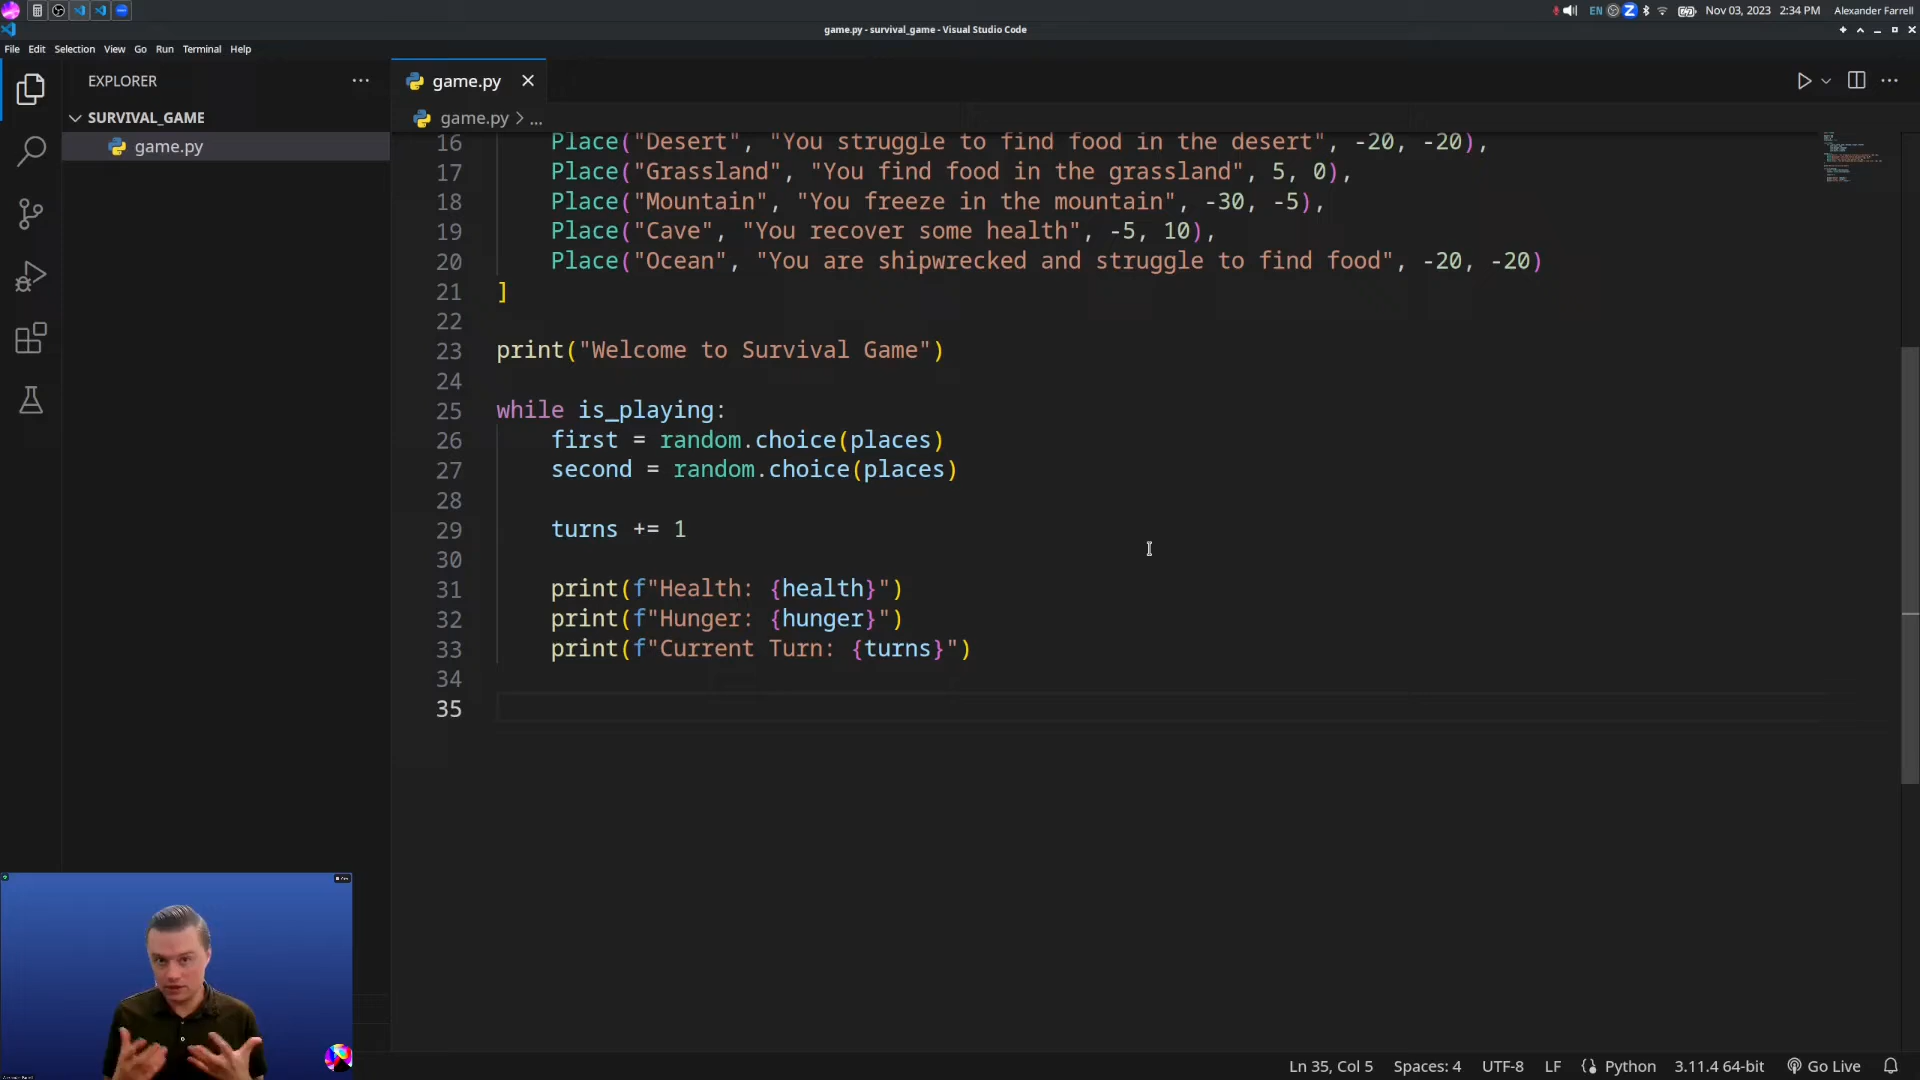 EN
Nov 03, 2023 2:34 PM Alexander Farrell
game.py - survival_game - Visual Studio Code
File Edit Selection View Go Run Terminal Help
EXPLORER
SURVIVAL_GAME
game.py
game.py
game.py > ...
16 Place("Desert", "You struggle to find food in the desert", -20, -20),
17 Place("Grassland", "You find food in the grassland", 5, 0),
18 Place("Mountain", "You freeze in the mountain", -30, -5),
19 Place("Cave", "You recover some health", -5, 10),
20 Place("Ocean", "You are shipwrecked and struggle to find food", -20, -20)
21 ]
22
23 print("Welcome to Survival Game")
24
25 while is_playing:
26 first = random.choice(places)
27 second = random.choice(places)
28
29 turns += 1
30
31 print(f"Health: {health}")
32 print(f"Hunger: {hunger}")
33 print(f"Current Turn: {turns}")
34
35
Ln 35, Col 5 Spaces: 4 UTF-8 LF Python 3.11.4 64-bit Go Live